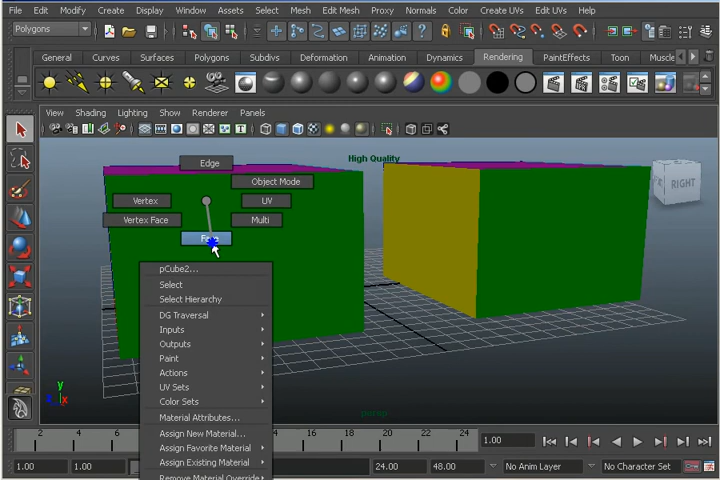 File Edit Modify Create Display Window Assets Select Mesh Edit Mesh Proxy Normals Color Create UVs Edit UVs Help
Polygons
General Curves Surfaces Polygons Subdivs Deformation Animation Dynamics Rendering PaintEffects Toon Muscle
View Shading Lighting Show Renderer Panels
High Quality
Edge
Object Mode
RIGHT
Vertex UV
Vertex Face Multi
pCube2...
Select
Select Hierarchy
DG Traversal
Inputs
Outputs
Paint
Actions
UV Sets
Color Sets
y
z x
persp
Material Attributes...
Assign New Material...
Assign Favorite Material
Assign Existing Material
Remove Material Override
2 4 14 16 18 20 22 24 1.00
1.00 1.00 24.00 48.00 No Anim Layer No Character Set